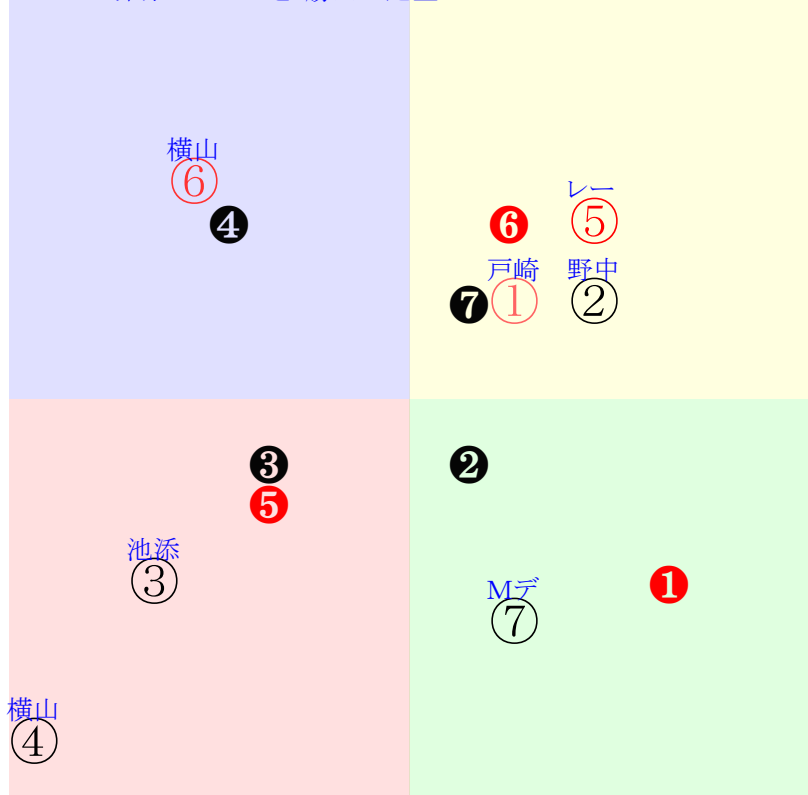 横山
⑥
❹
レー
❻ ⑤
戸崎 野中
❼ ① ②
❸ ❷
❺
池添
③
Mデ ❶
⑦
横山
④